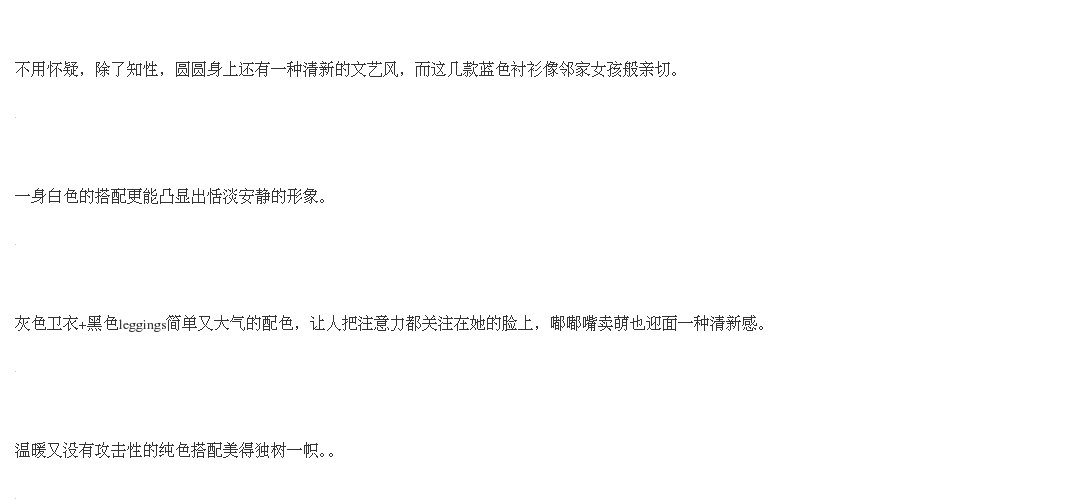 不用怀疑，除了知性，圆圆身上还有一种清新的文艺风，而这几款蓝色衬衫像邻家女孩般亲切。
一身白色的搭配更能凸显出恬淡安静的形象。
灰色卫衣+黑色leggings简单又大气的配色，让人把注意力都关注在她的脸上，嘟嘟嘴卖萌也迎面一种清新感。
温暖又没有攻击性的纯色搭配美得独树一帜。。